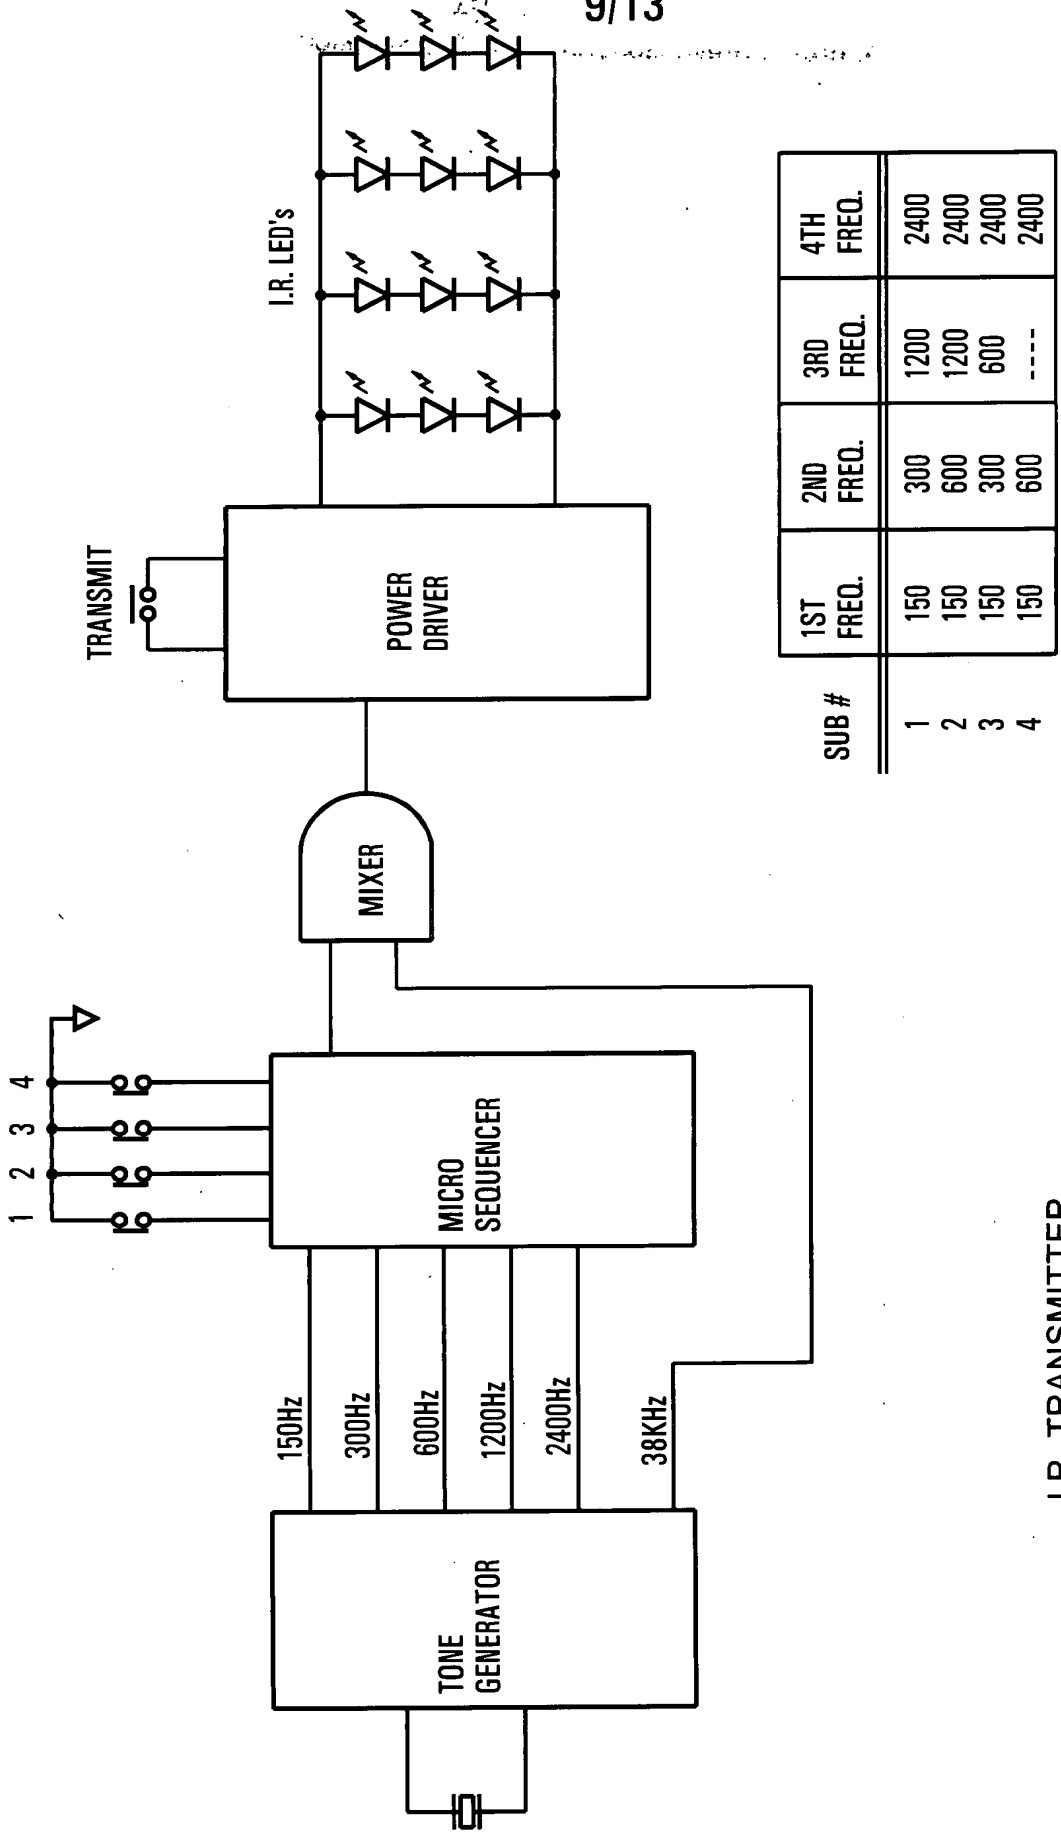 9/13
1 2 3 4
TRANSMIT
I.R. LED's
150Hz
300Hz
600Hz
1200Hz
2400Hz
38KHz
TONE
GENERATOR
MICRO
SEQUENCER
MIXER
POWER
DRIVER
SUB # 1ST FREQ. 2ND FREQ. 3RD FREQ. 4TH FREQ.
1 150 300 1200 2400
2 150 600 1200 2400
3 150 300 600 2400
4 150 600 ---- 2400
I.R. TRANSMITTER